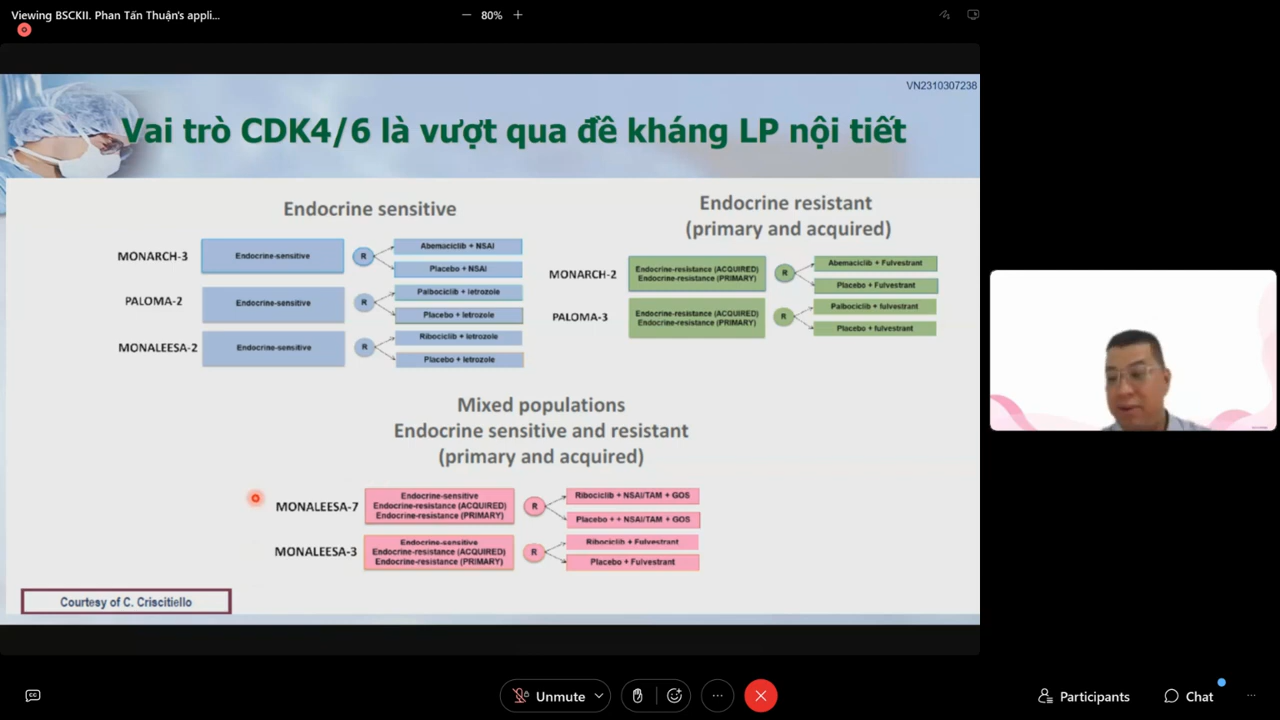 Viewing BSCKII. Phan Tấn Thuận's appli...
80%
VN2310307238
Vai trò CDK4/6 là vượt qua đề kháng LP nội tiết
Endocrine sensitive
MONARCH-3
Endocrine-sensitive
R
Abemaciclib + NSAI
Placebo + NSAI
PALOMA-2
Endocrine-sensitive
R
Palbociclib + letrozole
Placebo + letrozole
MONALEESA-2
Endocrine-sensitive
R
Ribociclib + letrozole
Placebo + letrozole
Endocrine resistant
(primary and acquired)
MONARCH-2
Endocrine-resistance (ACQUIRED)
Endocrine-resistance (PRIMARY)
R
Abemaciclib + Fulvestrant
Placebo + Fulvestrant
PALOMA-3
Endocrine-resistance (ACQUIRED)
Endocrine-resistance (PRIMARY)
R
Palbociclib + fulvestrant
Placebo + fulvestrant
Mixed populations
Endocrine sensitive and resistant
(primary and acquired)
MONALEESA-7
Endocrine-sensitive
Endocrine-resistance (ACQUIRED)
Endocrine-resistance (PRIMARY)
R
Ribociclib + NSAI/TAM + GOS
Placebo + + NSAI/TAM + GOS
MONALEESA-3
Endocrine-sensitive
Endocrine-resistance (ACQUIRED)
Endocrine-resistance (PRIMARY)
R
Ribociclib + Fulvestrant
Placebo + Fulvestrant
Courtesy of C. Criscitiello
CC
Unmute
Participants
Chat